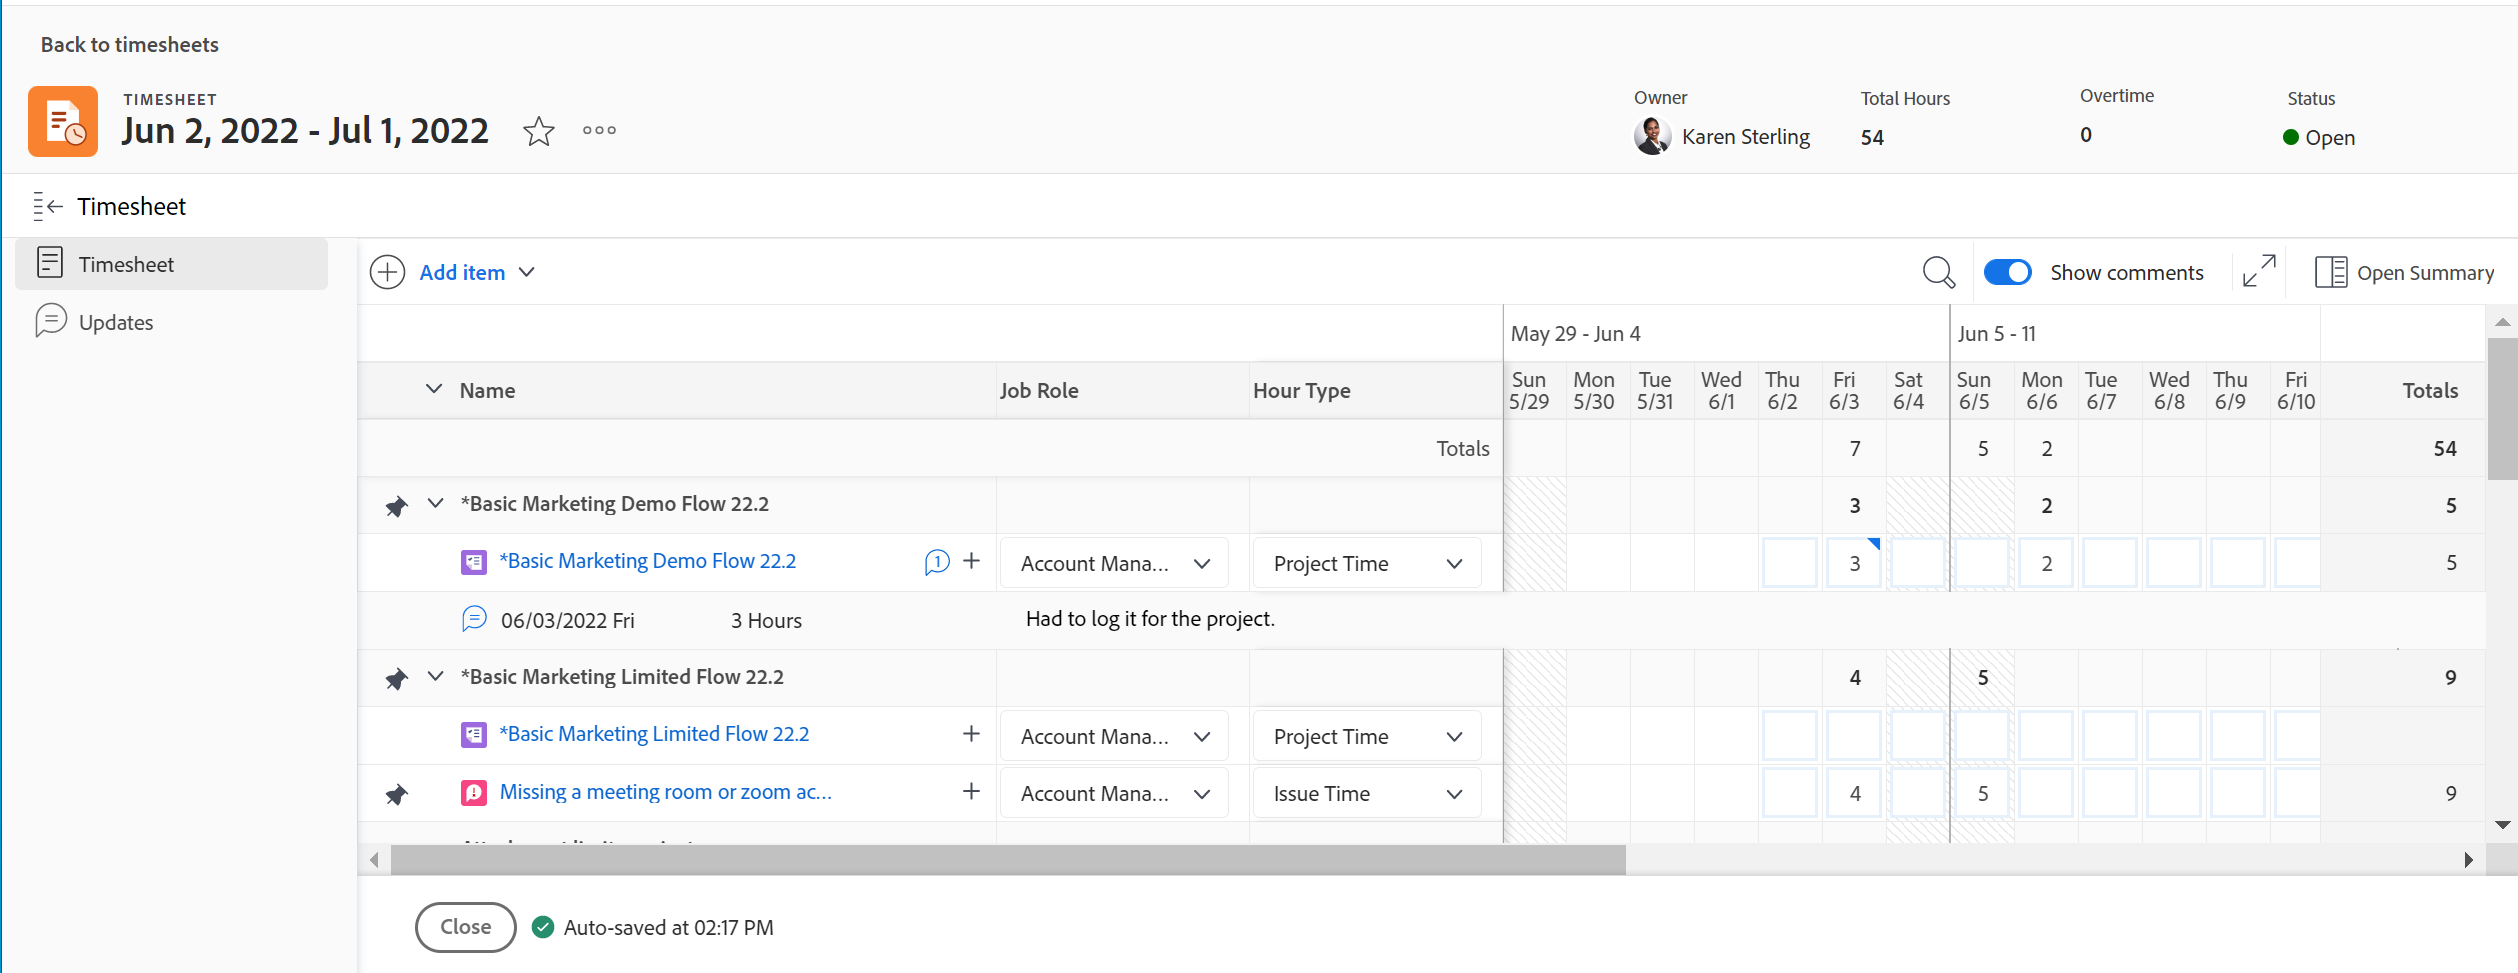 Back to timesheets
TIMESHEET
Jun 2, 2022 - Jul 1, 2022
Owner
Karen Sterling
Total Hours
54
Overtime
0
Status
Open
Timesheet
Timesheet
Updates
Add item
Show comments
Open Summary
May 29 - Jun 4
Jun 5 - 11
Name Job Role Hour Type Sun 5/29 Mon 5/30 Tue 5/31 Wed 6/1 Thu 6/2 Fri 6/3 Sat 6/4 Sun 6/5 Mon 6/6 Tue 6/7 Wed 6/8 Thu 6/9 Fri 6/10 Totals
Totals 7 5 2 54
*Basic Marketing Demo Flow 22.2 3 2 5
*Basic Marketing Demo Flow 22.2 1 Account Mana... Project Time 3 2 5
06/03/2022 Fri 3 Hours Had to log it for the project.
*Basic Marketing Limited Flow 22.2 4 5 9
*Basic Marketing Limited Flow 22.2 Account Mana... Project Time
Missing a meeting room or zoom ac... Account Mana... Issue Time 4 5 9
Close
Auto-saved at 02:17 PM